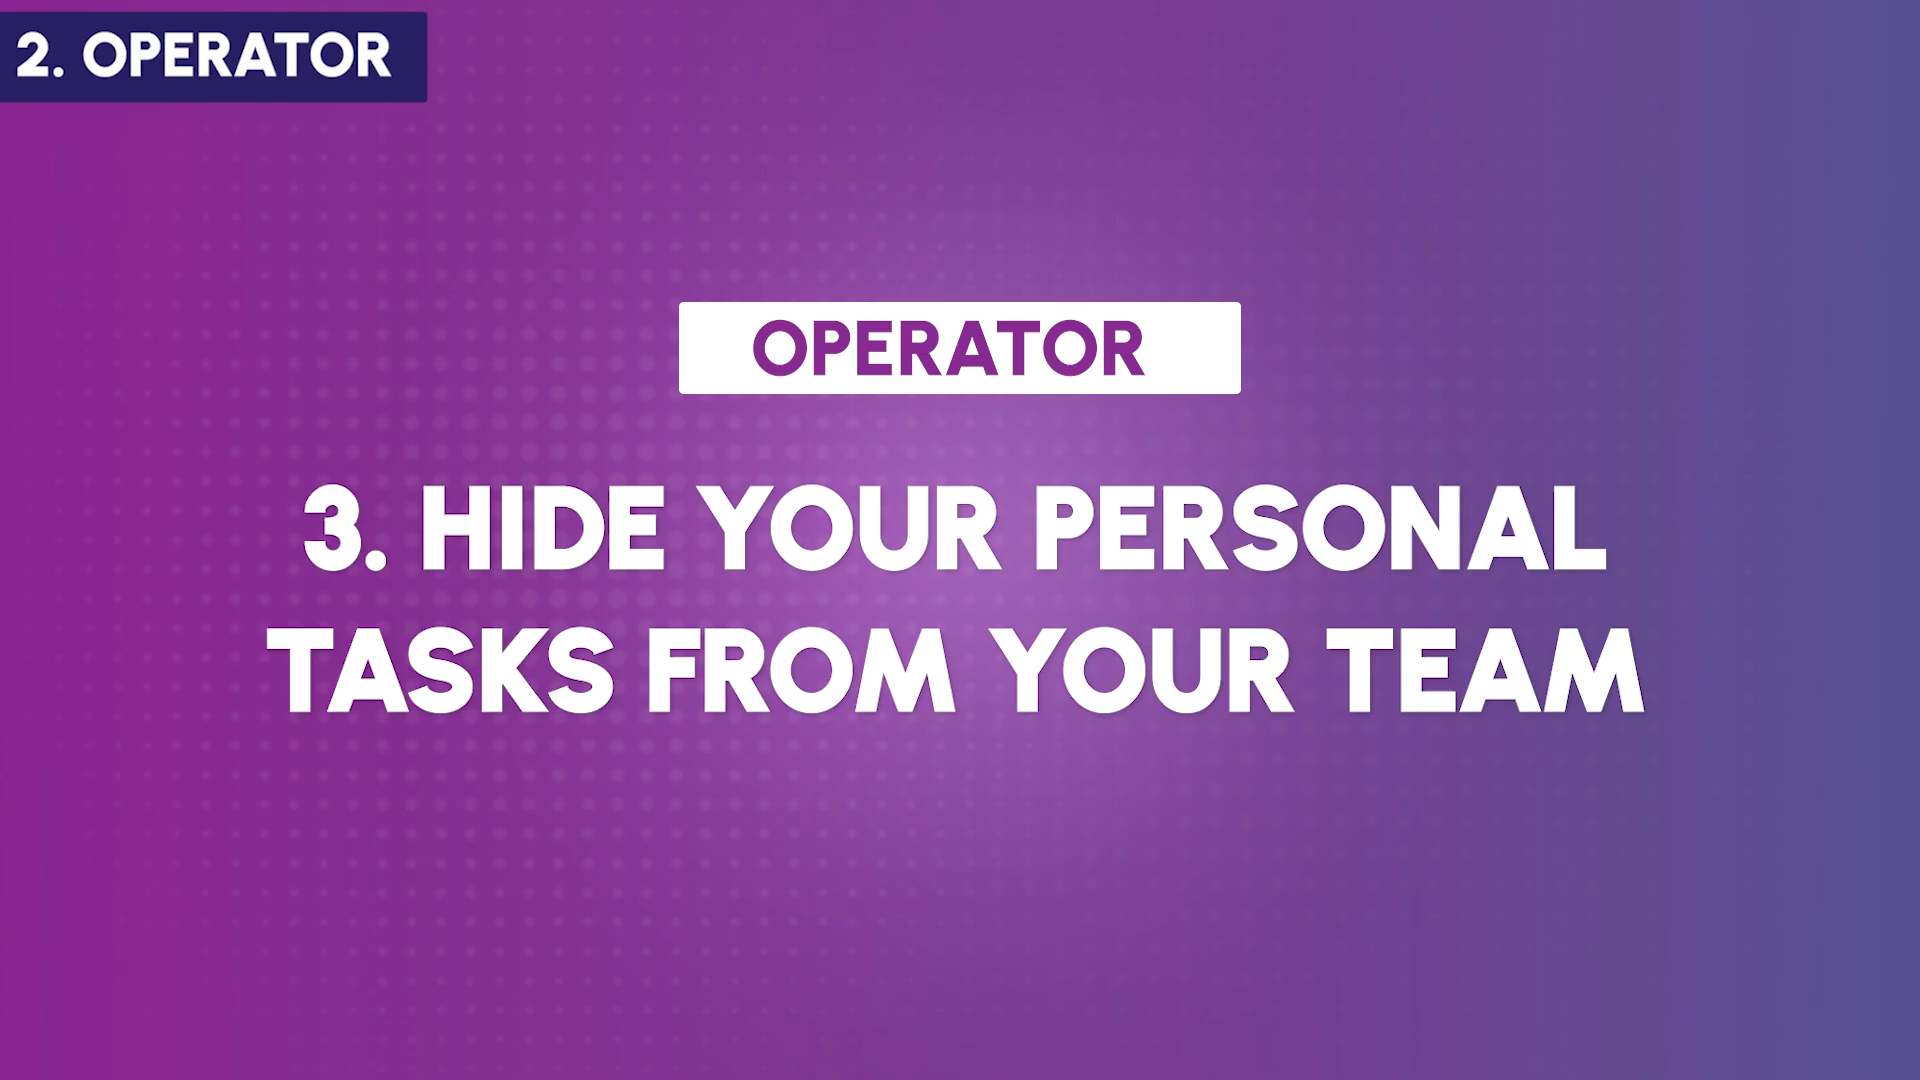 2. OPERATOR
OPERATOR
3. HIDE YOUR PERSONAL
TASKS FROM YOUR TEAM